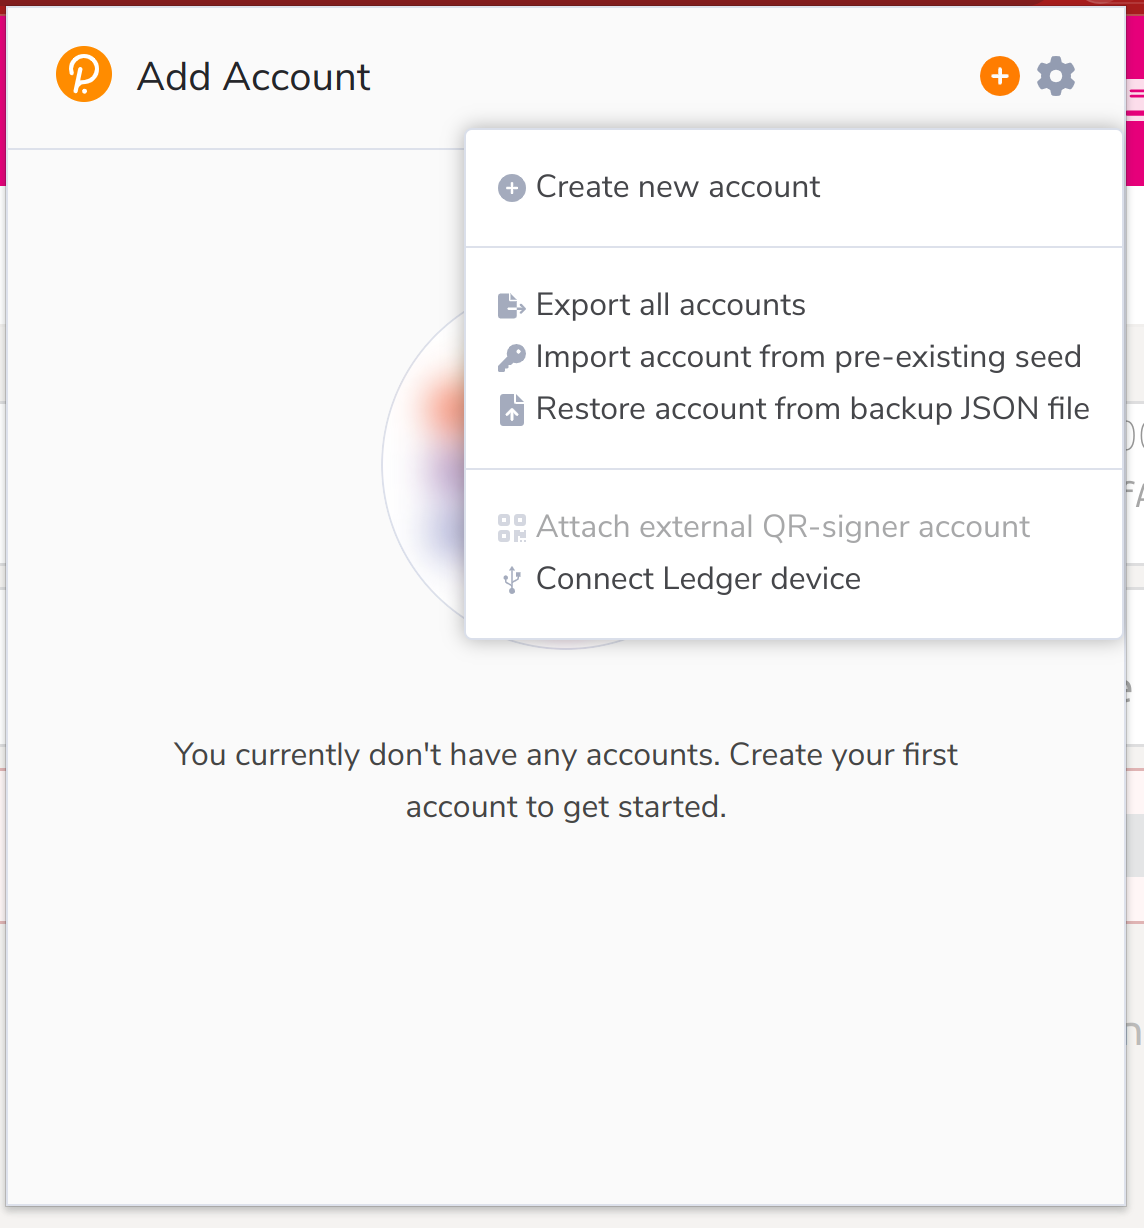 Add Account
Create new account
Export all accounts
Import account from pre-existing seed
Restore account from backup JSON file
Attach external QR-signer account
Connect Ledger device
You currently don't have any accounts. Create your first
account to get started.